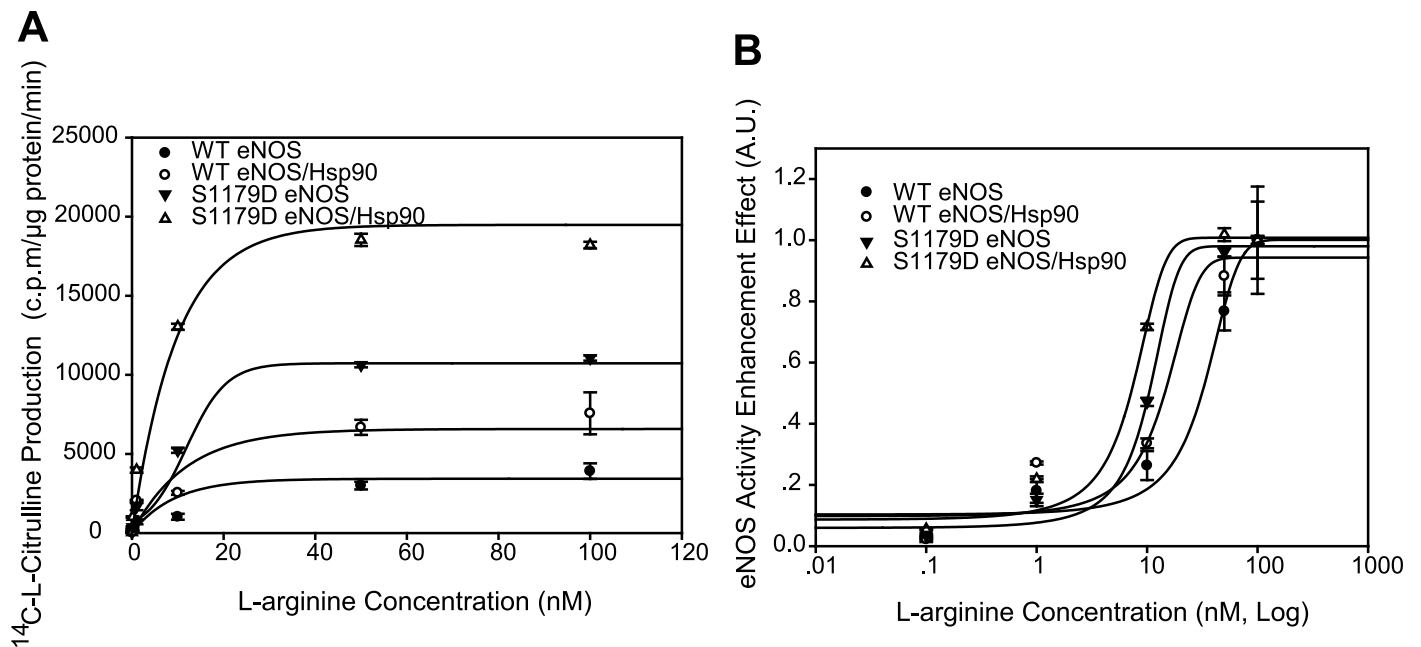 A
¹⁴C-L-Citrulline Production (c.p.m/µg protein/min)
25000
20000
15000
10000
5000
0
WT eNOS
WT eNOS/Hsp90
S1179D eNOS
S1179D eNOS/Hsp90
0 20 40 60 80 100 120
L-arginine Concentration (nM)
B
eNOS Activity Enhancement Effect (A.U.)
1.2
1.0
.8
.6
.4
.2
0.0
WT eNOS
WT eNOS/Hsp90
S1179D eNOS
S1179D eNOS/Hsp90
.01 .1 1 10 100 1000
L-arginine Concentration (nM, Log)